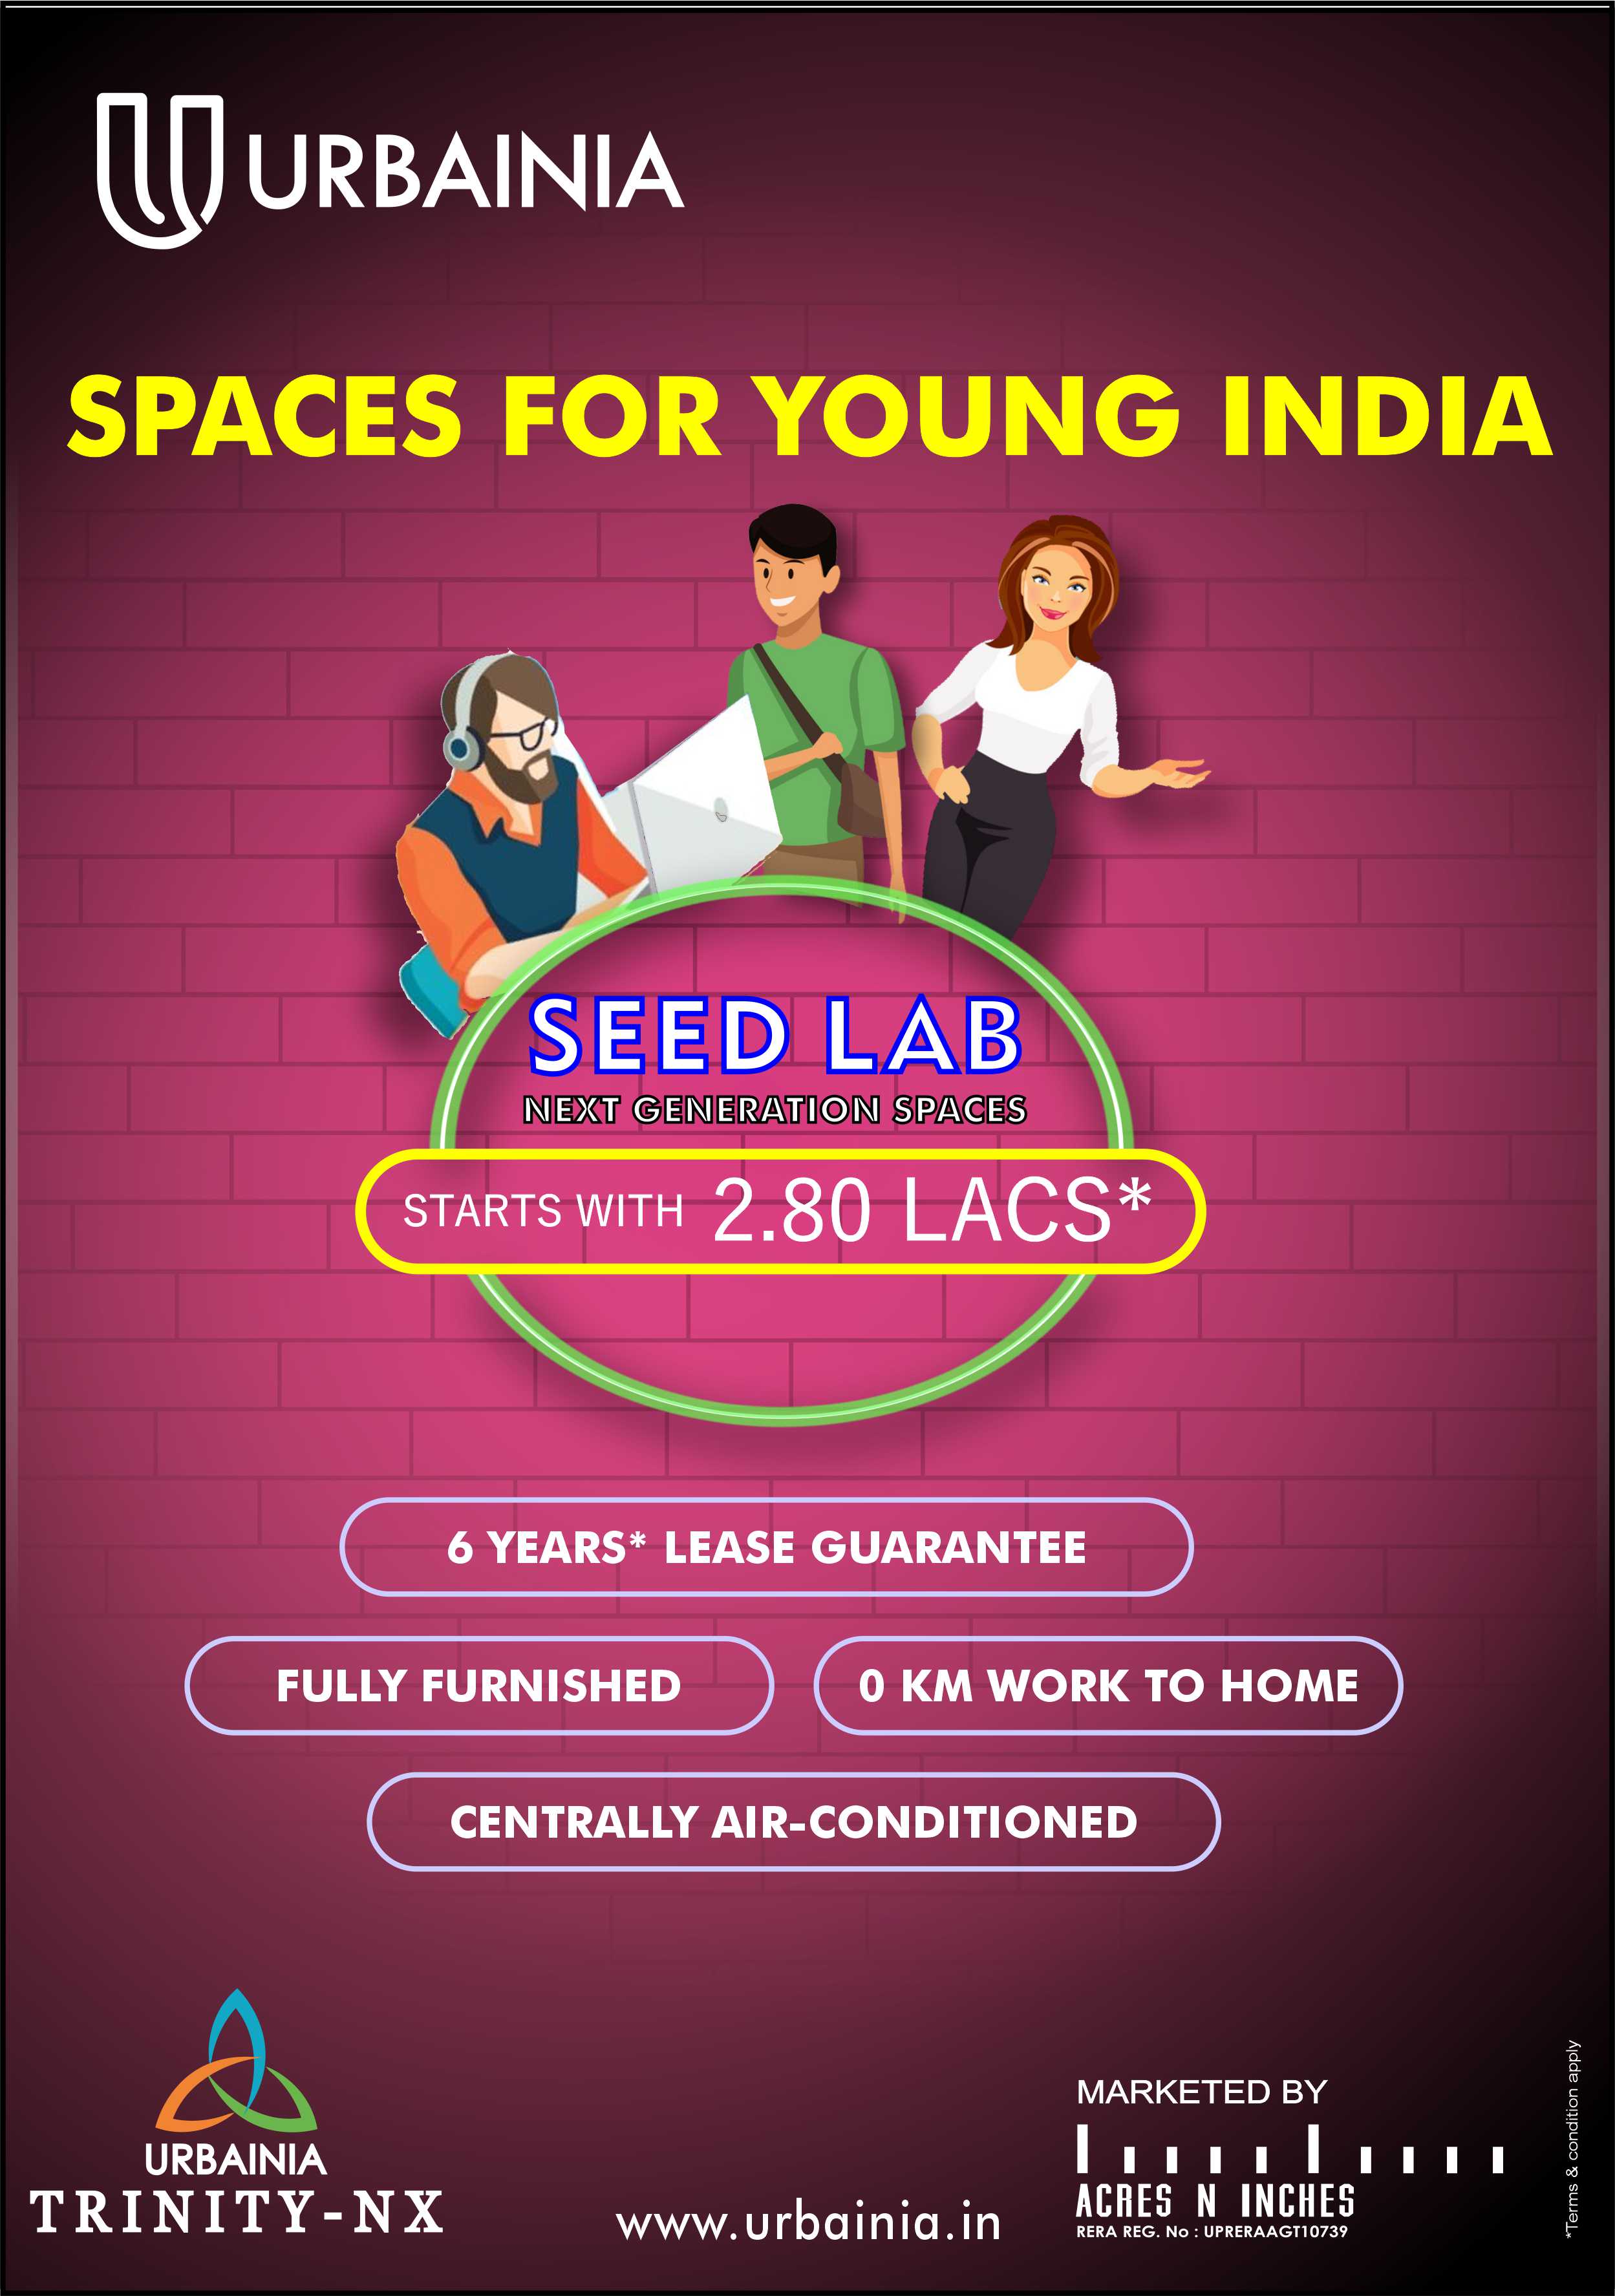 URBAINIA
SPACES FOR YOUNG INDIA
SEED LAB
NEXT GENERATION SPACES
STARTS WITH 2.80 LACS*
6 YEARS* LEASE GUARANTEE
FULLY FURNISHED
0 KM WORK TO HOME
CENTRALLY AIR-CONDITIONED
URBAINIA
TRINITY-NX
www.urbainia.in
MARKETED BY
ACRES N INCHES
RERA REG. No : UPRERAAGT10739
*Terms & condition apply